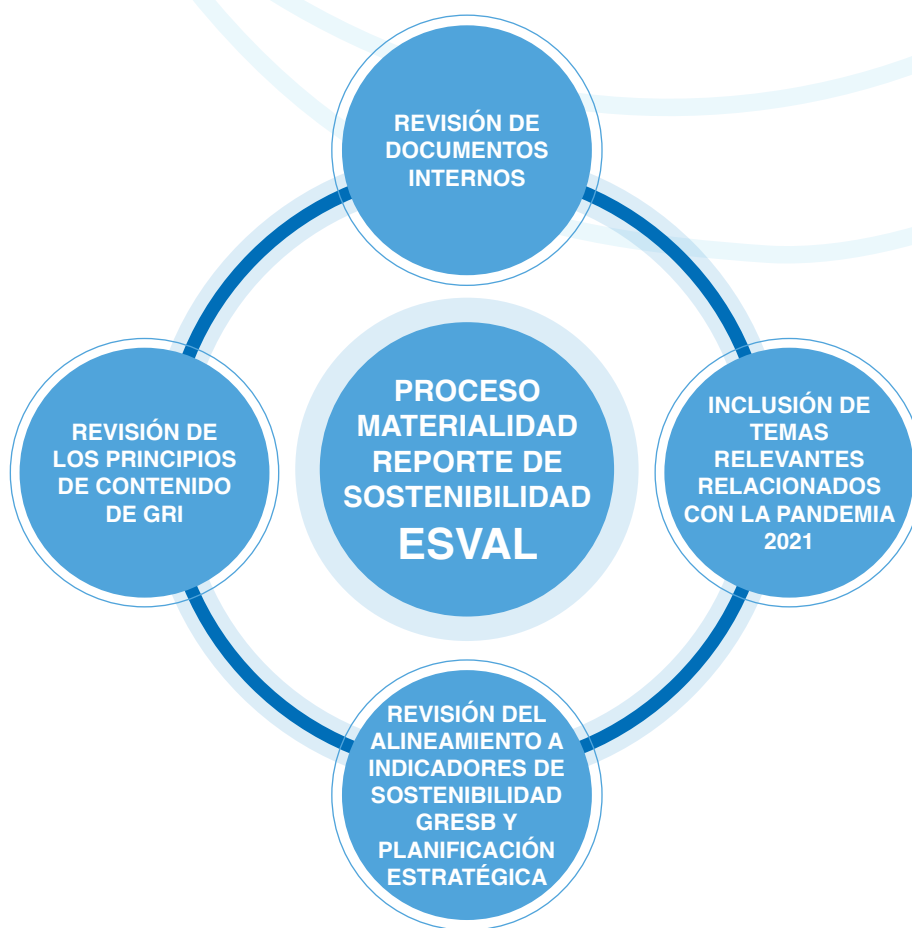 REVISIÓN DE
DOCUMENTOS
INTERNOS
PROCESO
MATERIALIDAD
REPORTE DE
SOSTENIBILIDAD
ESVAL
REVISIÓN DE
LOS PRINCIPIOS
DE CONTENIDO
DE GRI
INCLUSIÓN DE
TEMAS
RELEVANTES
RELACIONADOS
CON LA PANDEMIA
2021
REVISIÓN DEL
ALINEAMIENTO A
INDICADORES DE
SOSTENIBILIDAD
GRESB Y
PLANIFICACIÓN
ESTRATÉGICA